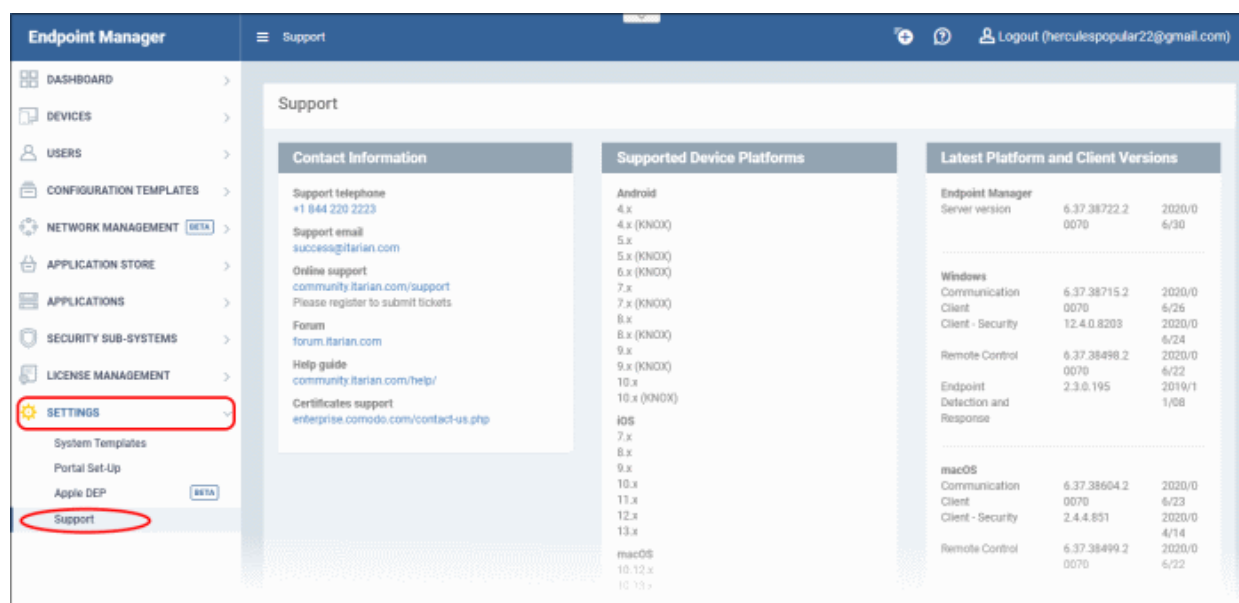 Endpoint Manager
Support
Logout (herculespopular22@gmail.com)
DASHBOARD
DEVICES
USERS
CONFIGURATION TEMPLATES
NETWORK MANAGEMENT BETA
APPLICATION STORE
APPLICATIONS
SECURITY SUB-SYSTEMS
LICENSE MANAGEMENT
SETTINGS
System Templates
Portal Set-Up
Apple DEP BETA
Support
Support
Contact Information
Support telephone
+1 844 220 2223
Support email
success@itarian.com
Online support
community.itarian.com/support
Please register to submit tickets
Forum
forum.itarian.com
Help guide
community.itarian.com/help/
Certificates support
enterprise.comodo.com/contact-us.php
Supported Device Platforms
Android
4.x
4.x (KNOX)
5.x
5.x (KNOX)
6.x (KNOX)
7.x
7.x (KNOX)
8.x
8.x (KNOX)
9.x
9.x (KNOX)
10.x
10.x (KNOX)
iOS
7.x
8.x
9.x
10.x
11.x
12.x
13.x
macOS
10.12.x
10.13.x
Latest Platform and Client Versions
Endpoint Manager
Server version 6.37.38722.2 2020/0
0070 6/30
Windows
Communication 6.37.38715.2 2020/0
Client 0070 6/26
Client - Security 12.4.0.8203 2020/0
6/24
Remote Control 6.37.38498.2 2020/0
0070 6/22
Endpoint 2.3.0.195 2019/1
Detection and 1/08
Response
macOS
Communication 6.37.38604.2 2020/0
Client 0070 6/23
Client - Security 2.4.4.851 2020/0
4/14
Remote Control 6.37.38499.2 2020/0
0070 6/22